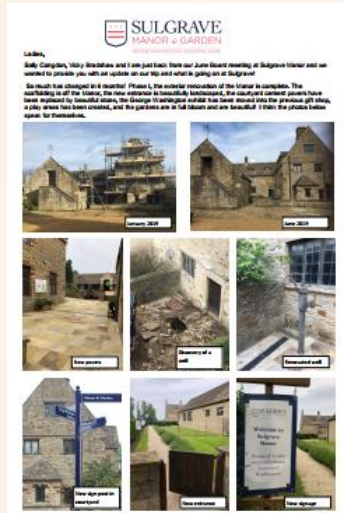 SULGRAVE
MANOR & GARDEN
Ladies,
Sally Congdon, Vicky Bradshaw and I are just back from our June Board meeting at Sulgrave Manor and we
wanted to provide you with an update on our trip and what is going on at Sulgrave!
So much has changed in 6 months! Phase I, the exterior renovation of the Manor is complete. The
scaffolding is off the Manor, the new entrance is beautifully landscaped, the courtyard cement pavers have
been replaced by beautiful stone, the George Washington exhibit has been moved into the previous gift shop,
a play area has been created, and the gardens are in full bloom and are beautiful! I think the photos below
speak for themselves.
January 2019
June 2019
New pavers
Discovery of a
well
Renovated well
New sign post in
courtyard
New entrance
Welcome to
Sulgrave
Manor
New signage